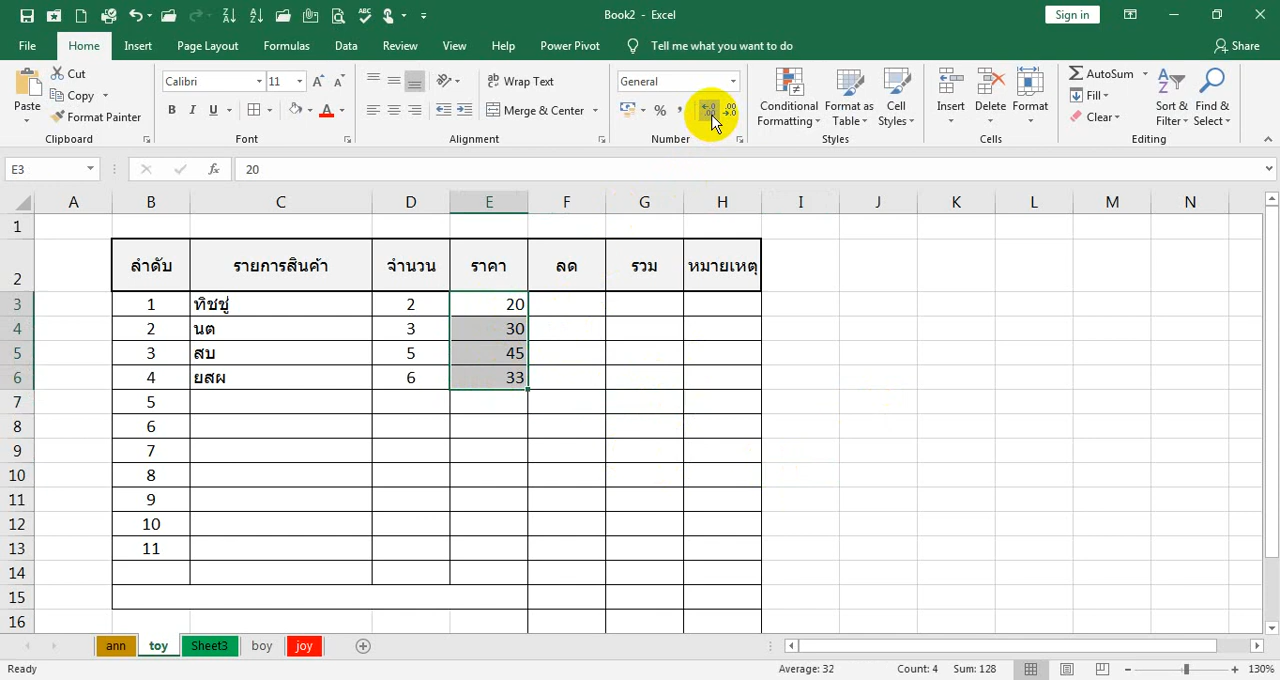 Book2 - Excel
Sign in
File Home Insert Page Layout Formulas Data Review View Help Power Pivot Tell me what you want to do Share
Paste
Cut
Copy
Format Painter
Clipboard
Calibri 11
B I U
Font
Wrap Text
Merge & Center
Alignment
General
Number
Conditional Formatting
Format as Table
Cell Styles
Styles
Insert
Delete
Format
Cells
AutoSum
Fill
Clear
Sort & Filter
Find & Select
Editing
E3 fx 20
A B C D E F G H I J K L M N
1
2 ลำดับ รายการสินค้า จำนวน ราคา ลด รวม หมายเหตุ
3 1 ทิชชู่ 2 20
4 2 นต 3 30
5 3 สบ 5 45
6 4 ยสผ 6 33
7 5
8 6
9 7
10 8
11 9
12 10
13 11
14
15
16
ann toy Sheet3 boy joy
Ready Average: 32 Count: 4 Sum: 128 130%